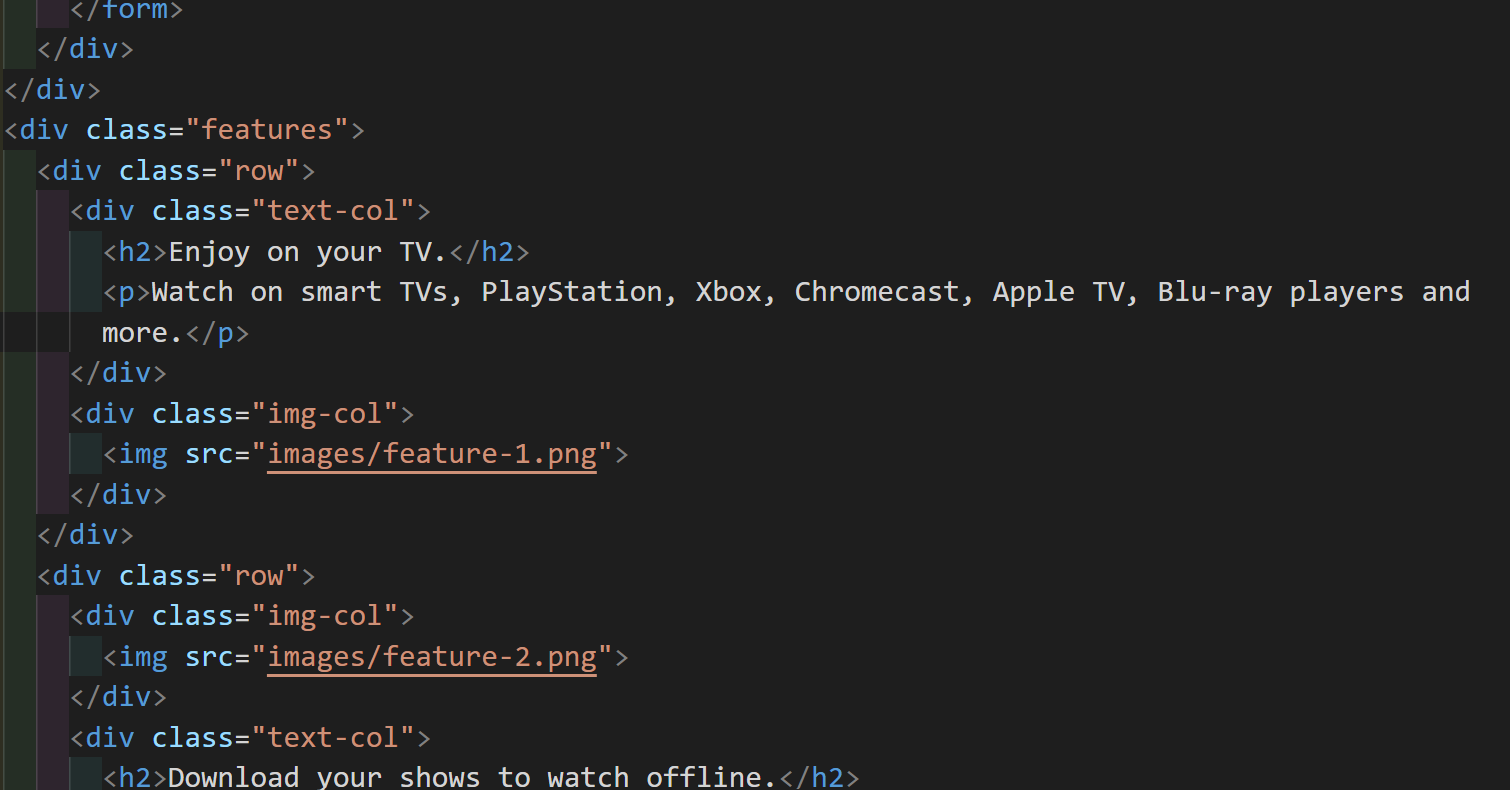 </form>
</div>
</div>
<div class="features">
<div class="row">
<div class="text-col">
<h2>Enjoy on your TV.</h2>
<p>Watch on smart TVs, PlayStation, Xbox, Chromecast, Apple TV, Blu-ray players and
more.</p>
</div>
<div class="img-col">
<img src="images/feature-1.png">
</div>
</div>
<div class="row">
<div class="img-col">
<img src="images/feature-2.png">
</div>
<div class="text-col">
<h2>Download your shows to watch offline.</h2>